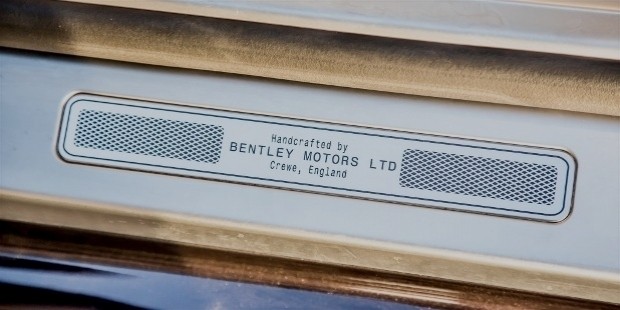 Handcrafted by
BENTLEY MOTORS LTD
Crewe, England